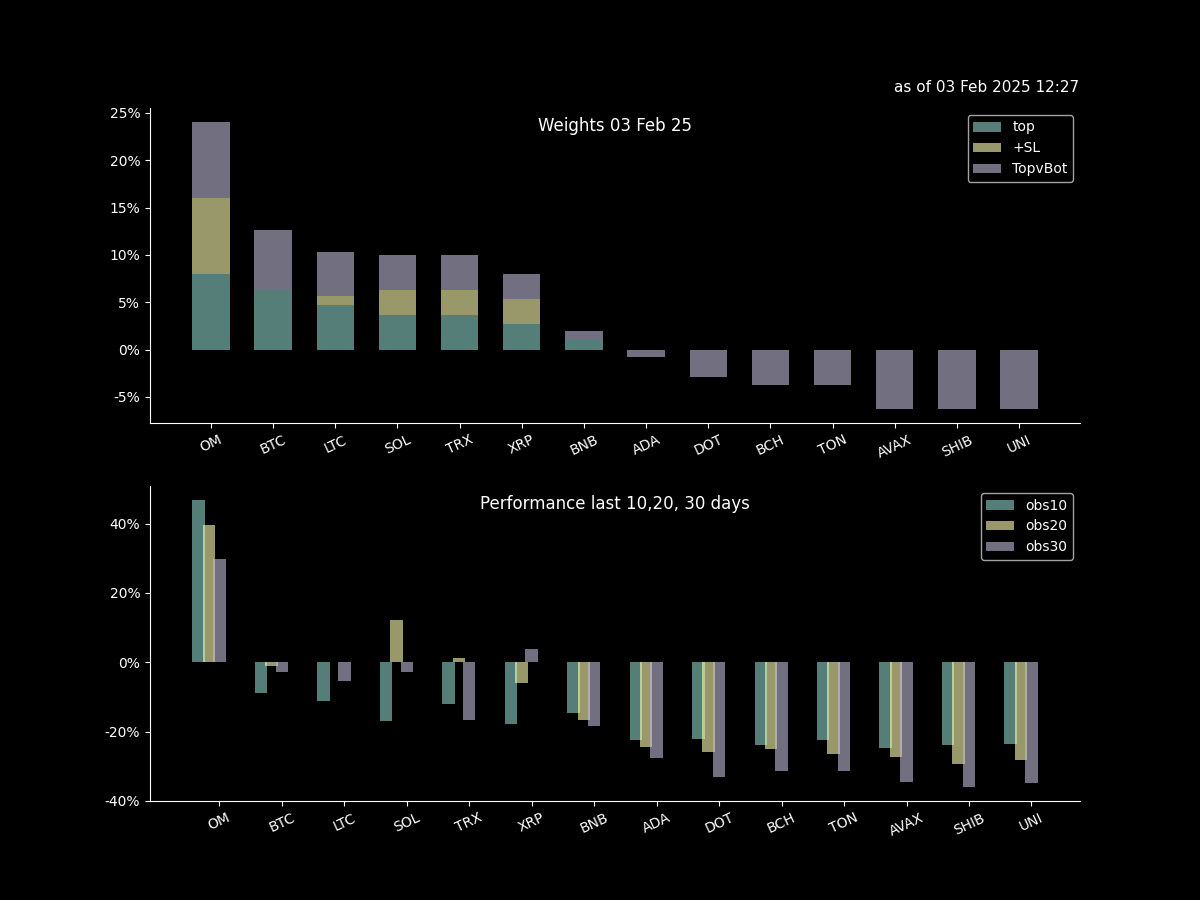 as of 03 Feb 2025 12:27
Weights 03 Feb 25
top
+SL
TopvBot
25%
20%
15%
10%
5%
0%
-5%
OM BTC LTC SOL TRX XRP BNB ADA DOT BCH TON AVAX SHIB UNI
Performance last 10,20, 30 days
obs10
obs20
obs30
40%
20%
0%
-20%
-40%
OM BTC LTC SOL TRX XRP BNB ADA DOT BCH TON AVAX SHIB UNI